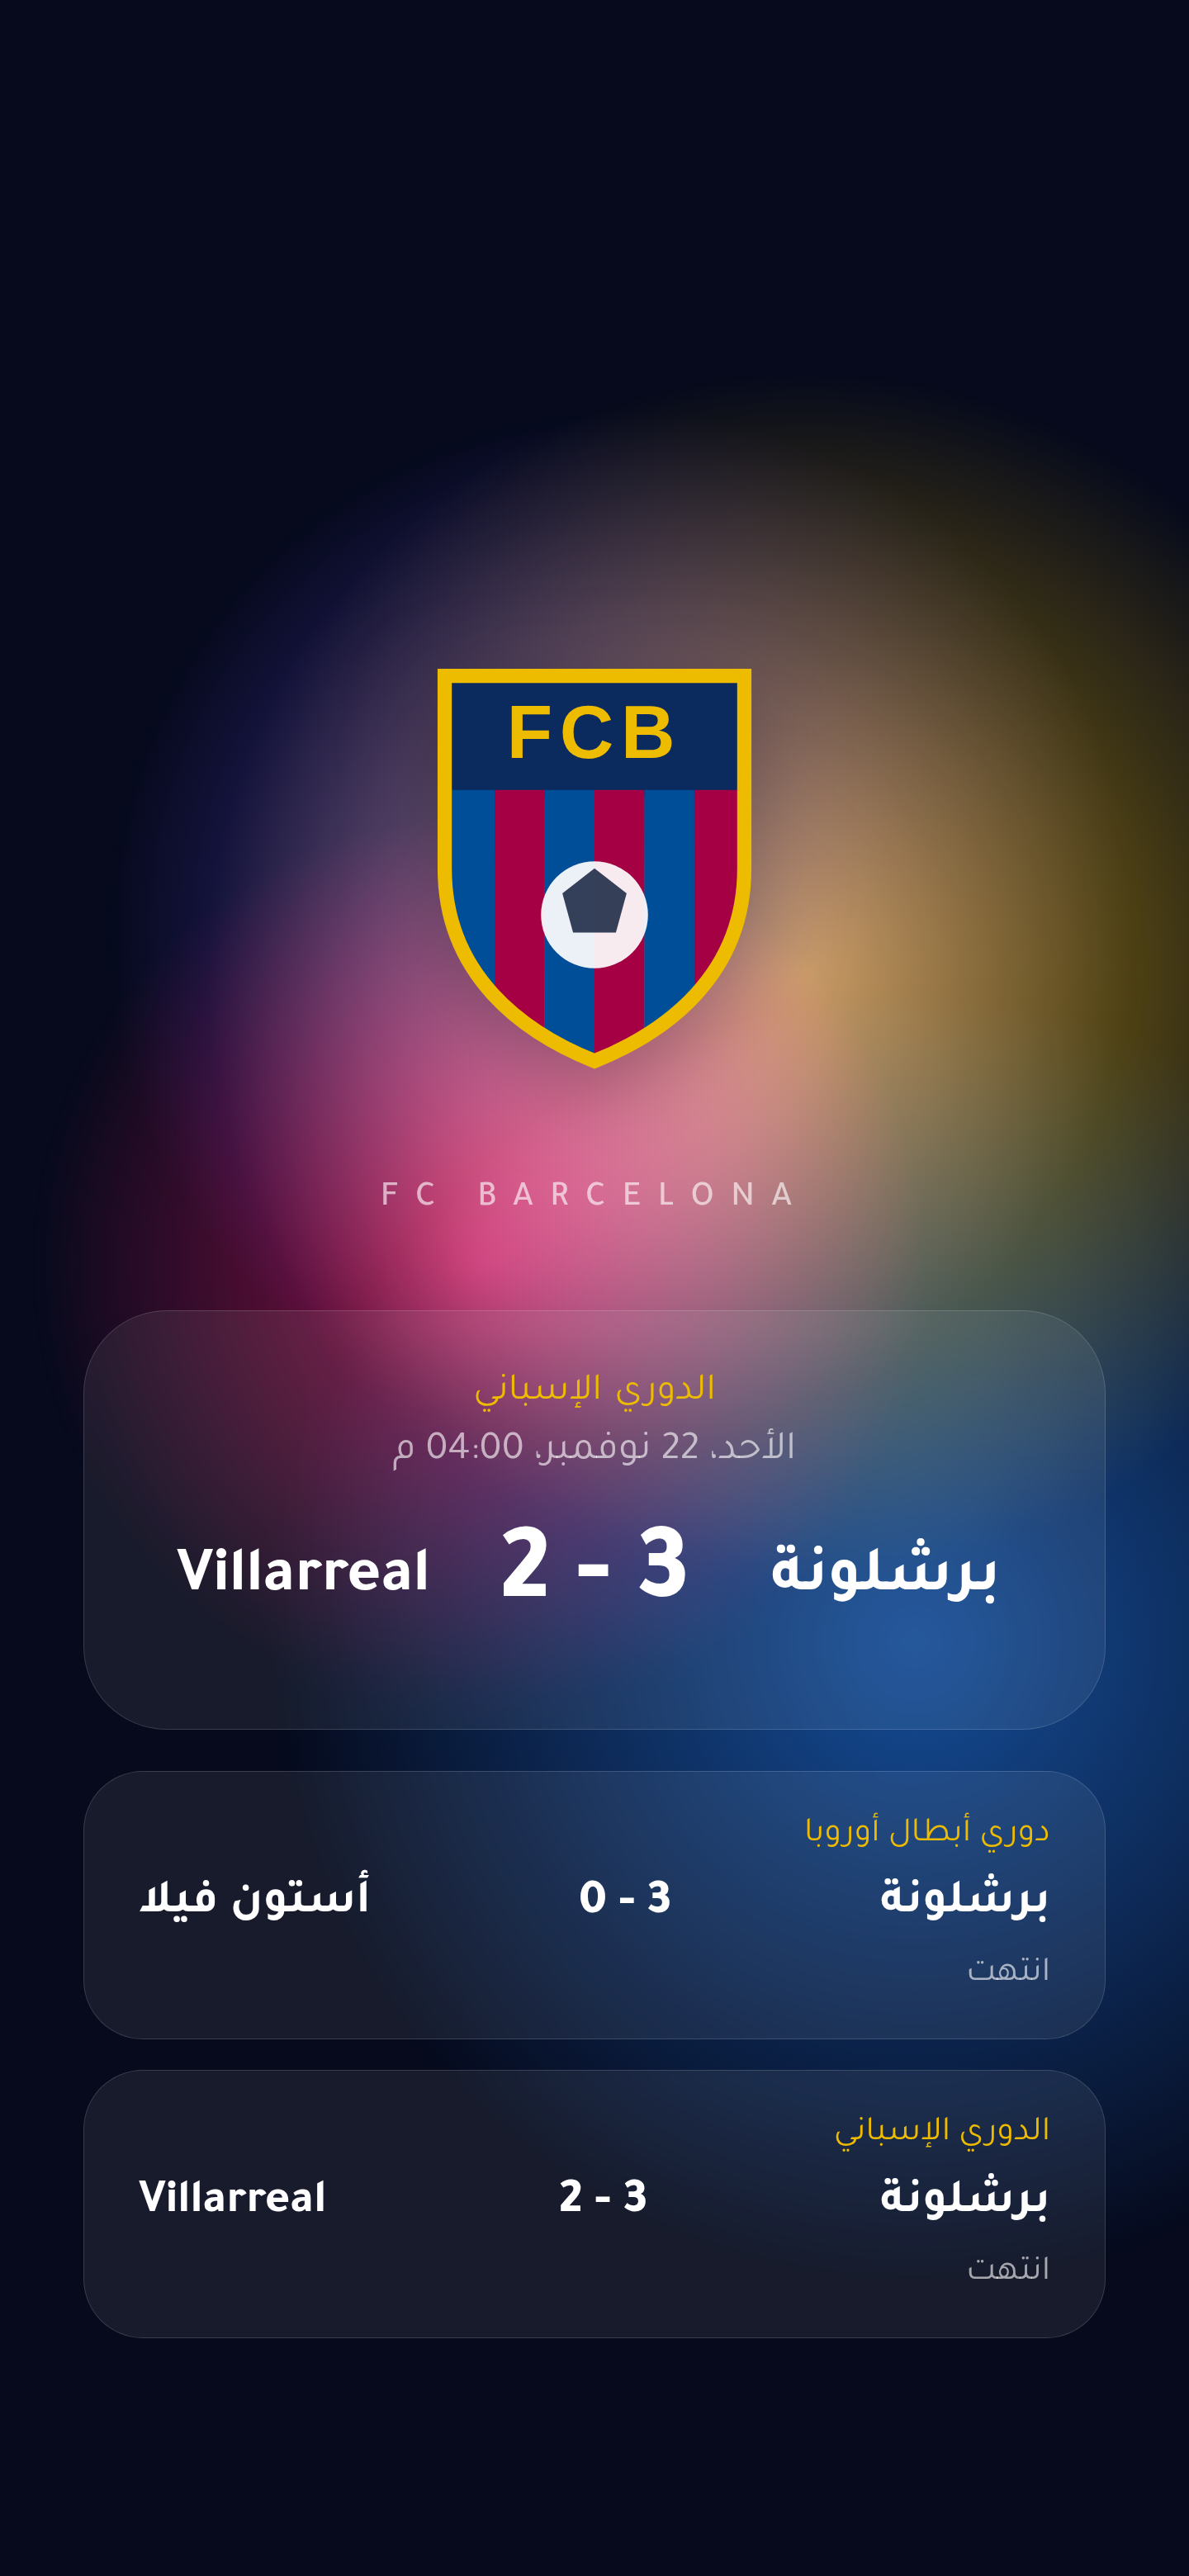 FCB
FC BARCELONA
الدوري الإسباني
الأحد، 22 نوفمبر، 04:00 م
برشلونة 3 - 2 Villarreal
دوري أبطال أوروبا
برشلونة 3 - 0 أستون فيلا
انتهت
الدوري الإسباني
برشلونة 3 - 2 Villarreal
انتهت